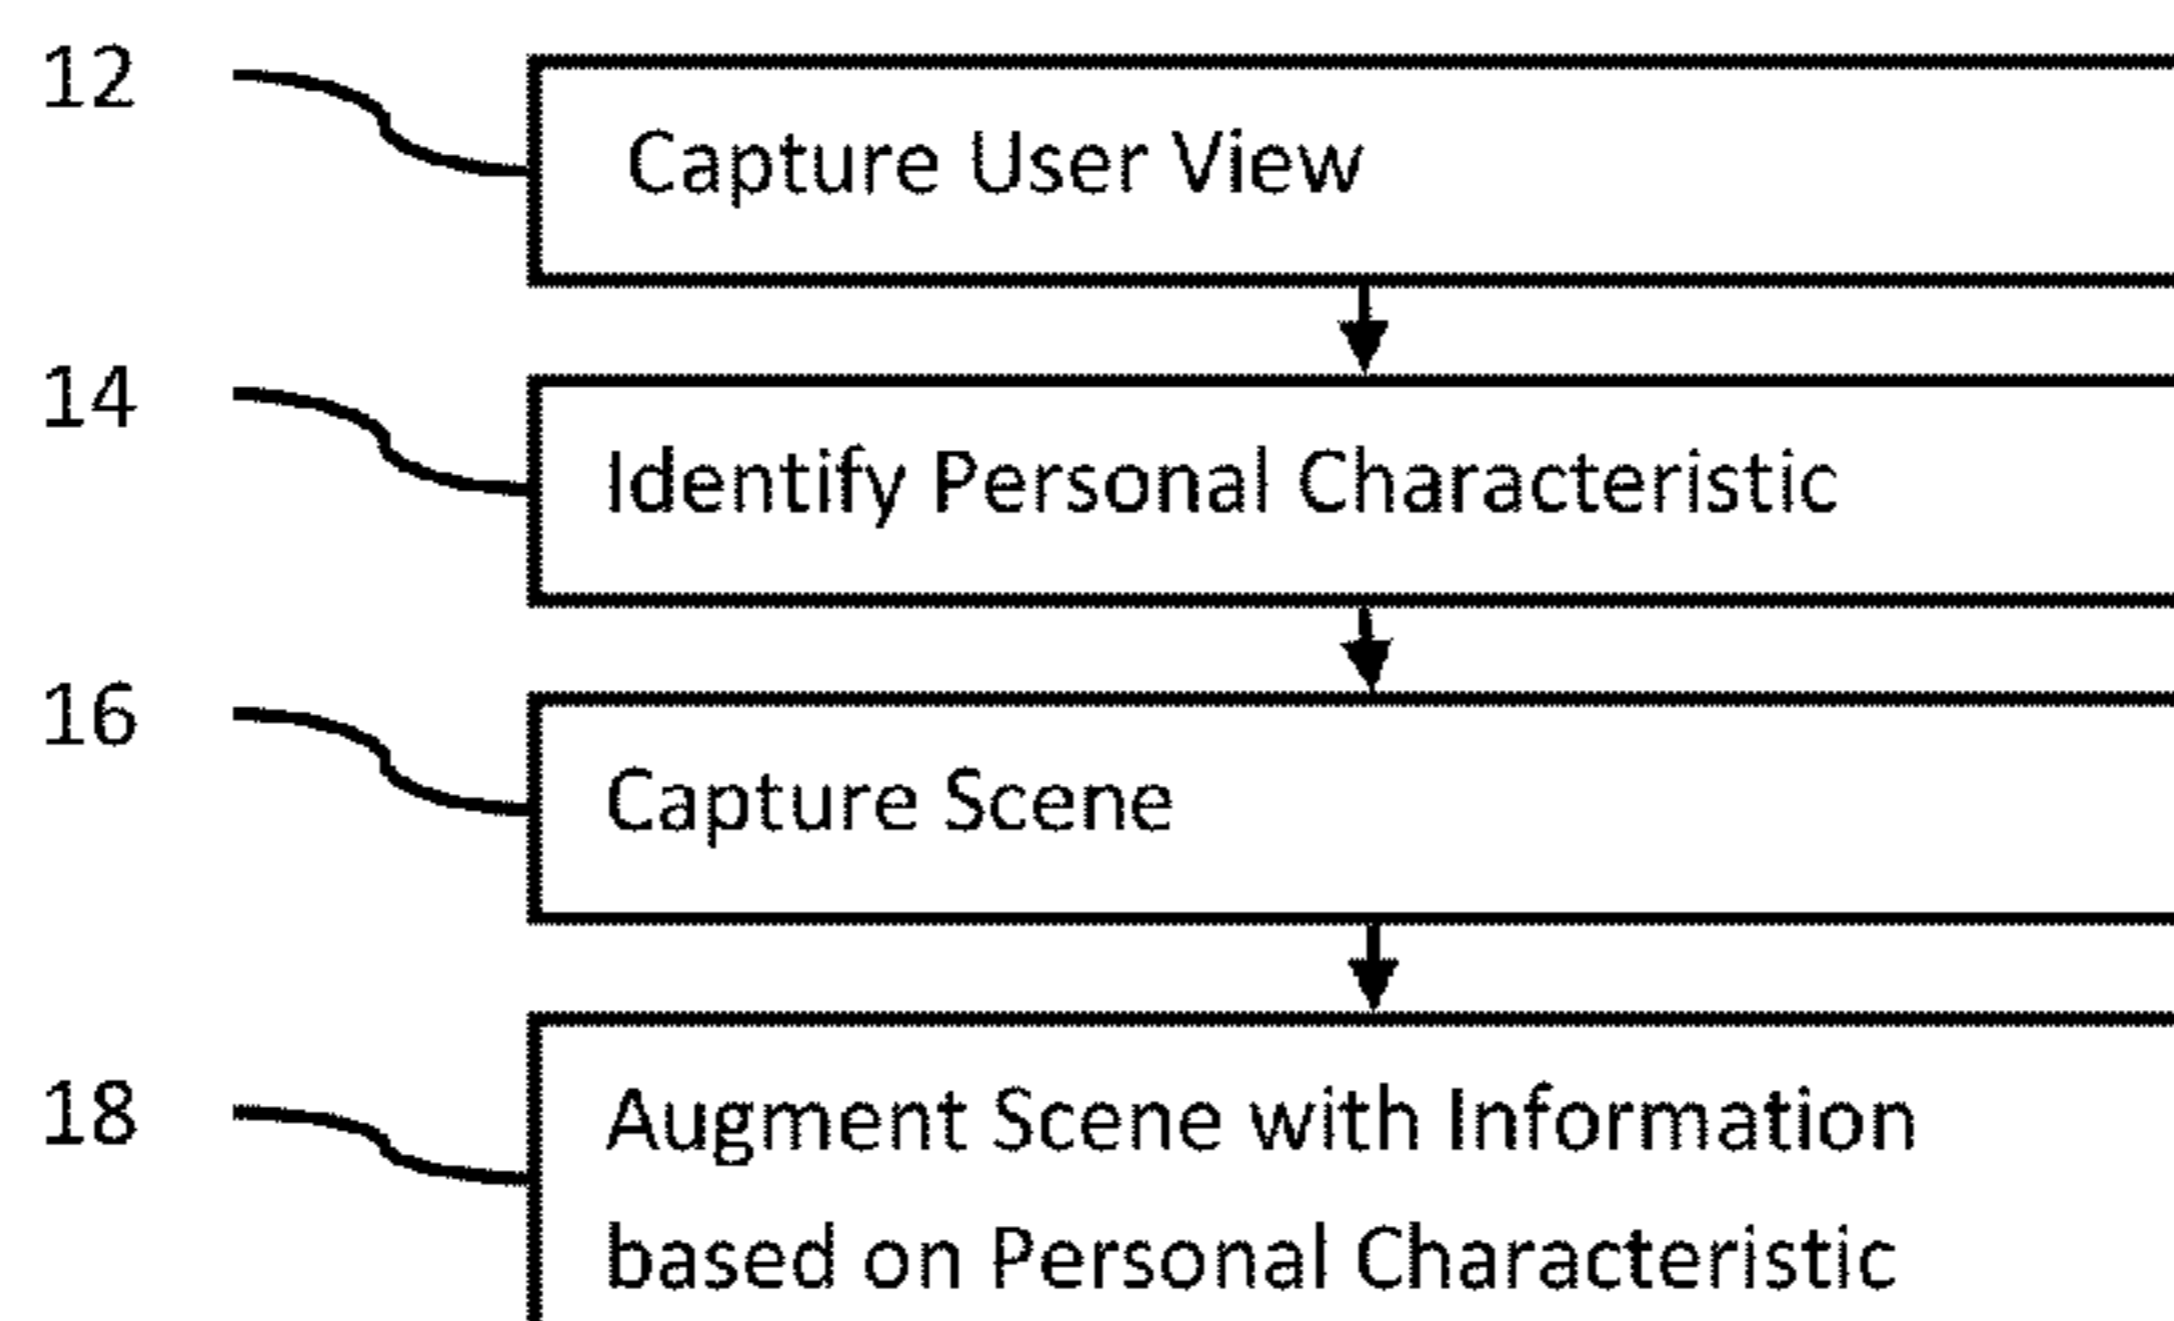 12
Capture User View
14
Identify Personal Characteristic
16
Capture Scene
18
Augment Scene with Information
based on Personal Characteristic